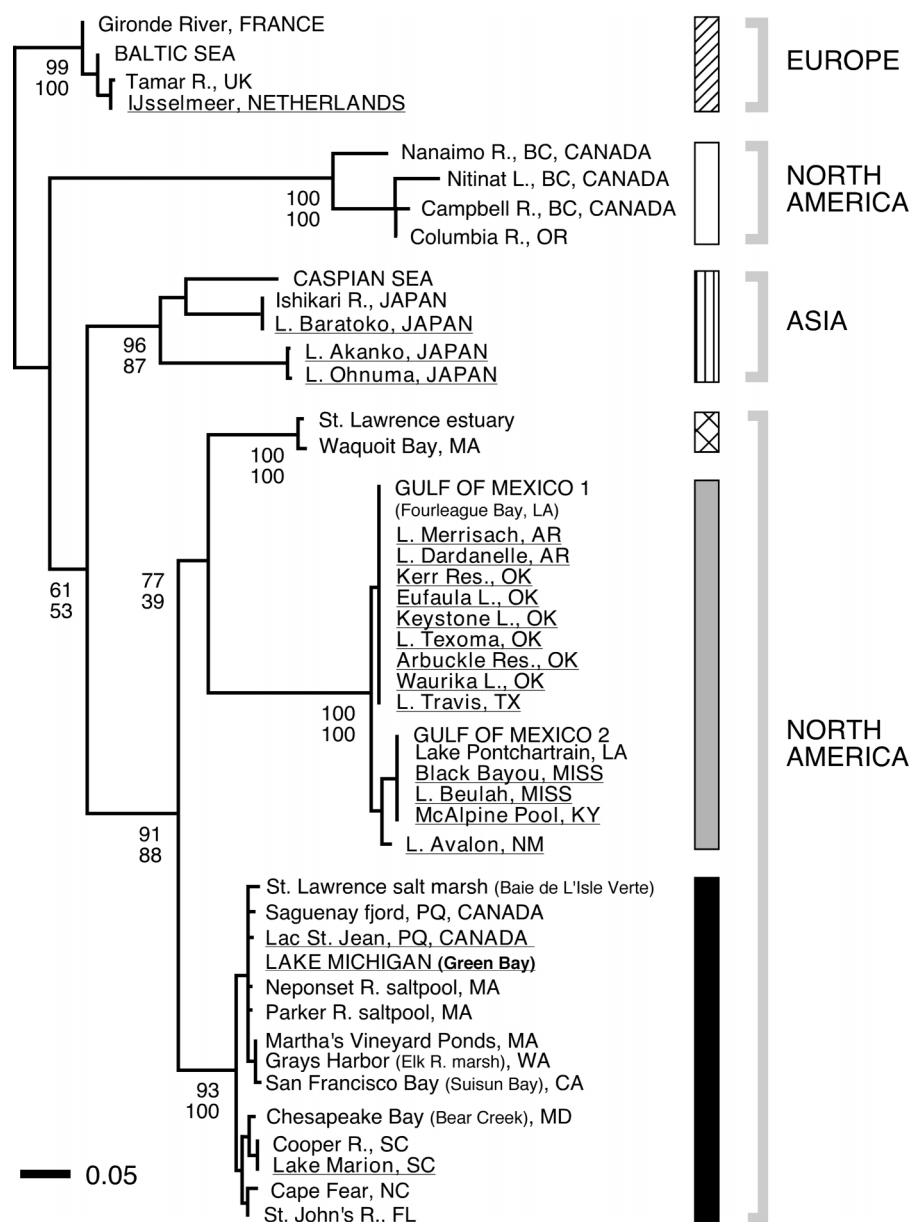 Gironde River, FRANCE
BALTIC SEA
Tamar R., UK
IJsselmeer, NETHERLANDS
99
100
EUROPE
Nanaimo R., BC, CANADA
Nitinat L., BC, CANADA
Campbell R., BC, CANADA
Columbia R., OR
100
100
NORTH
AMERICA
CASPIAN SEA
Ishikari R., JAPAN
L. Baratoko, JAPAN
L. Akanko, JAPAN
L. Ohnuma, JAPAN
96
87
ASIA
St. Lawrence estuary
Waquoit Bay, MA
100
100
GULF OF MEXICO 1
(Fourleague Bay, LA)
L. Merrisach, AR
L. Dardanelle, AR
Kerr Res., OK
Eufaula L., OK
Keystone L., OK
L. Texoma, OK
Arbuckle Res., OK
Waurika L., OK
L. Travis, TX
61
53
77
39
100
100
GULF OF MEXICO 2
Lake Pontchartrain, LA
Black Bayou, MISS
L. Beulah, MISS
McAlpine Pool, KY
L. Avalon, NM
NORTH
AMERICA
91
88
St. Lawrence salt marsh (Baie de L'Isle Verte)
Saguenay fjord, PQ, CANADA
Lac St. Jean, PQ, CANADA
LAKE MICHIGAN (Green Bay)
Neponset R. saltpool, MA
Parker R. saltpool, MA
Martha's Vineyard Ponds, MA
Grays Harbor (Elk R. marsh), WA
San Francisco Bay (Suisun Bay), CA
93
100
Chesapeake Bay (Bear Creek), MD
Cooper R., SC
Lake Marion, SC
Cape Fear, NC
St. John's R., FL
0.05